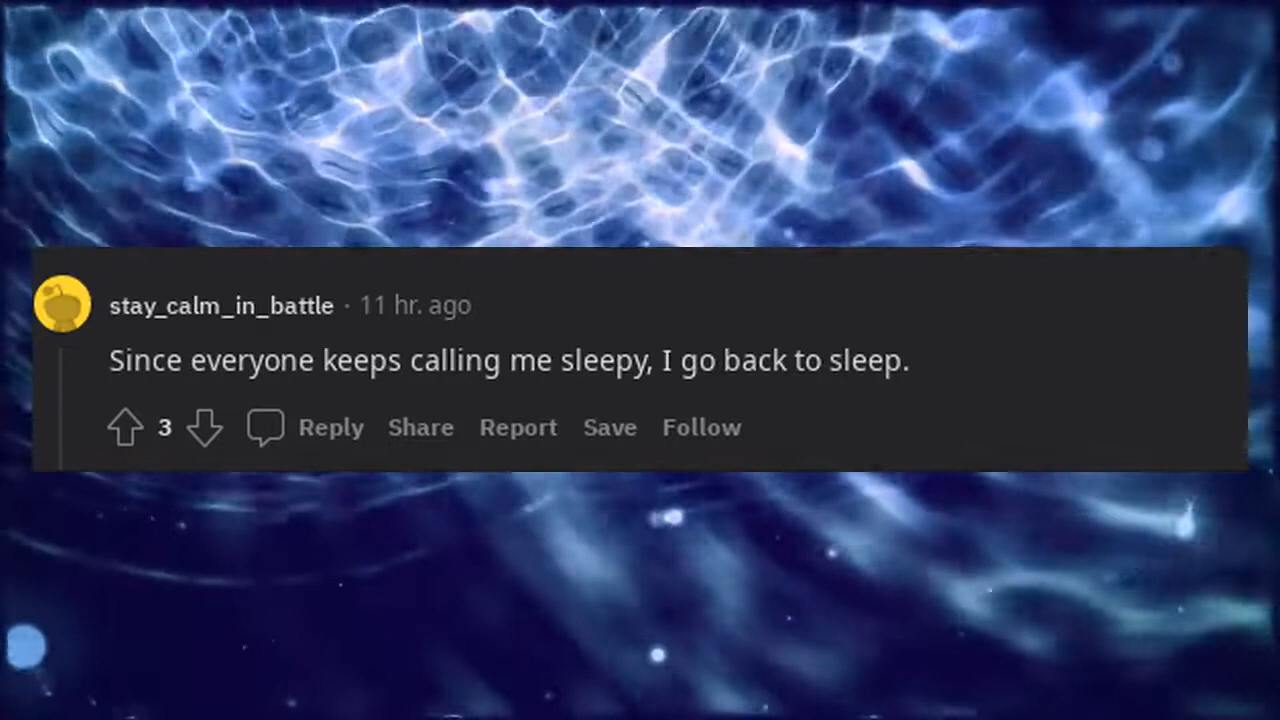 stay_calm_in_battle · 11 hr. ago
Since everyone keeps calling me sleepy, I go back to sleep.
3 Reply Share Report Save Follow